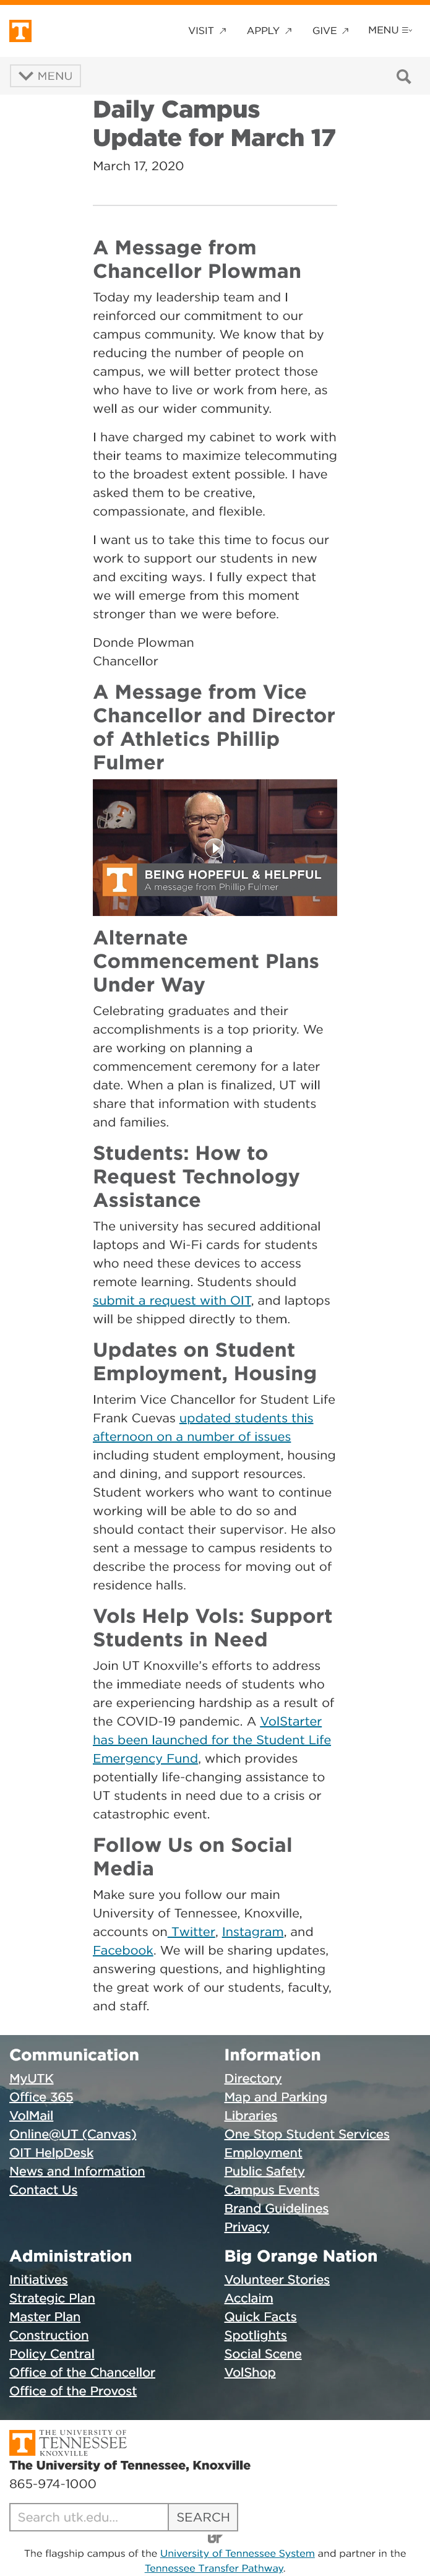 VISIT ↗ APPLY ↗ GIVE ↗ MENU
MENU
Daily Campus
Update for March 17
March 17, 2020
A Message from
Chancellor Plowman
Today my leadership team and I
reinforced our commitment to our
campus community. We know that by
reducing the number of people on
campus, we will better protect those
who have to live or work from here, as
well as our wider community.
I have charged my cabinet to work with
their teams to maximize telecommuting
to the broadest extent possible. I have
asked them to be creative,
compassionate, and flexible.
I want us to take this time to focus our
work to support our students in new
and exciting ways. I fully expect that
we will emerge from this moment
stronger than we were before.
Donde Plowman
Chancellor
A Message from Vice
Chancellor and Director
of Athletics Phillip
Fulmer
BEING HOPEFUL & HELPFUL
A message from Phillip Fulmer
Alternate
Commencement Plans
Under Way
Celebrating graduates and their
accomplishments is a top priority. We
are working on planning a
commencement ceremony for a later
date. When a plan is finalized, UT will
share that information with students
and families.
Students: How to
Request Technology
Assistance
The university has secured additional
laptops and Wi-Fi cards for students
who need these devices to access
remote learning. Students should
submit a request with OIT, and laptops
will be shipped directly to them.
Updates on Student
Employment, Housing
Interim Vice Chancellor for Student Life
Frank Cuevas updated students this
afternoon on a number of issues
including student employment, housing
and dining, and support resources.
Student workers who want to continue
working will be able to do so and
should contact their supervisor. He also
sent a message to campus residents to
describe the process for moving out of
residence halls.
Vols Help Vols: Support
Students in Need
Join UT Knoxville's efforts to address
the immediate needs of students who
are experiencing hardship as a result of
the COVID-19 pandemic. A VolStarter
has been launched for the Student Life
Emergency Fund, which provides
potentially life-changing assistance to
UT students in need due to a crisis or
catastrophic event.
Follow Us on Social
Media
Make sure you follow our main
University of Tennessee, Knoxville,
accounts on Twitter, Instagram, and
Facebook. We will be sharing updates,
answering questions, and highlighting
the great work of our students, faculty,
and staff.
Communication
MyUTK
Office 365
VolMail
Online@UT (Canvas)
OIT HelpDesk
News and Information
Contact Us
Information
Directory
Map and Parking
Libraries
One Stop Student Services
Employment
Public Safety
Campus Events
Brand Guidelines
Privacy
Administration
Initiatives
Strategic Plan
Master Plan
Construction
Policy Central
Office of the Chancellor
Office of the Provost
Big Orange Nation
Volunteer Stories
Acclaim
Quick Facts
Spotlights
Social Scene
VolShop
THE UNIVERSITY OF
TENNESSEE
KNOXVILLE
The University of Tennessee, Knoxville
865-974-1000
Search utk.edu... SEARCH
UT
The flagship campus of the University of Tennessee System and partner in the
Tennessee Transfer Pathway.